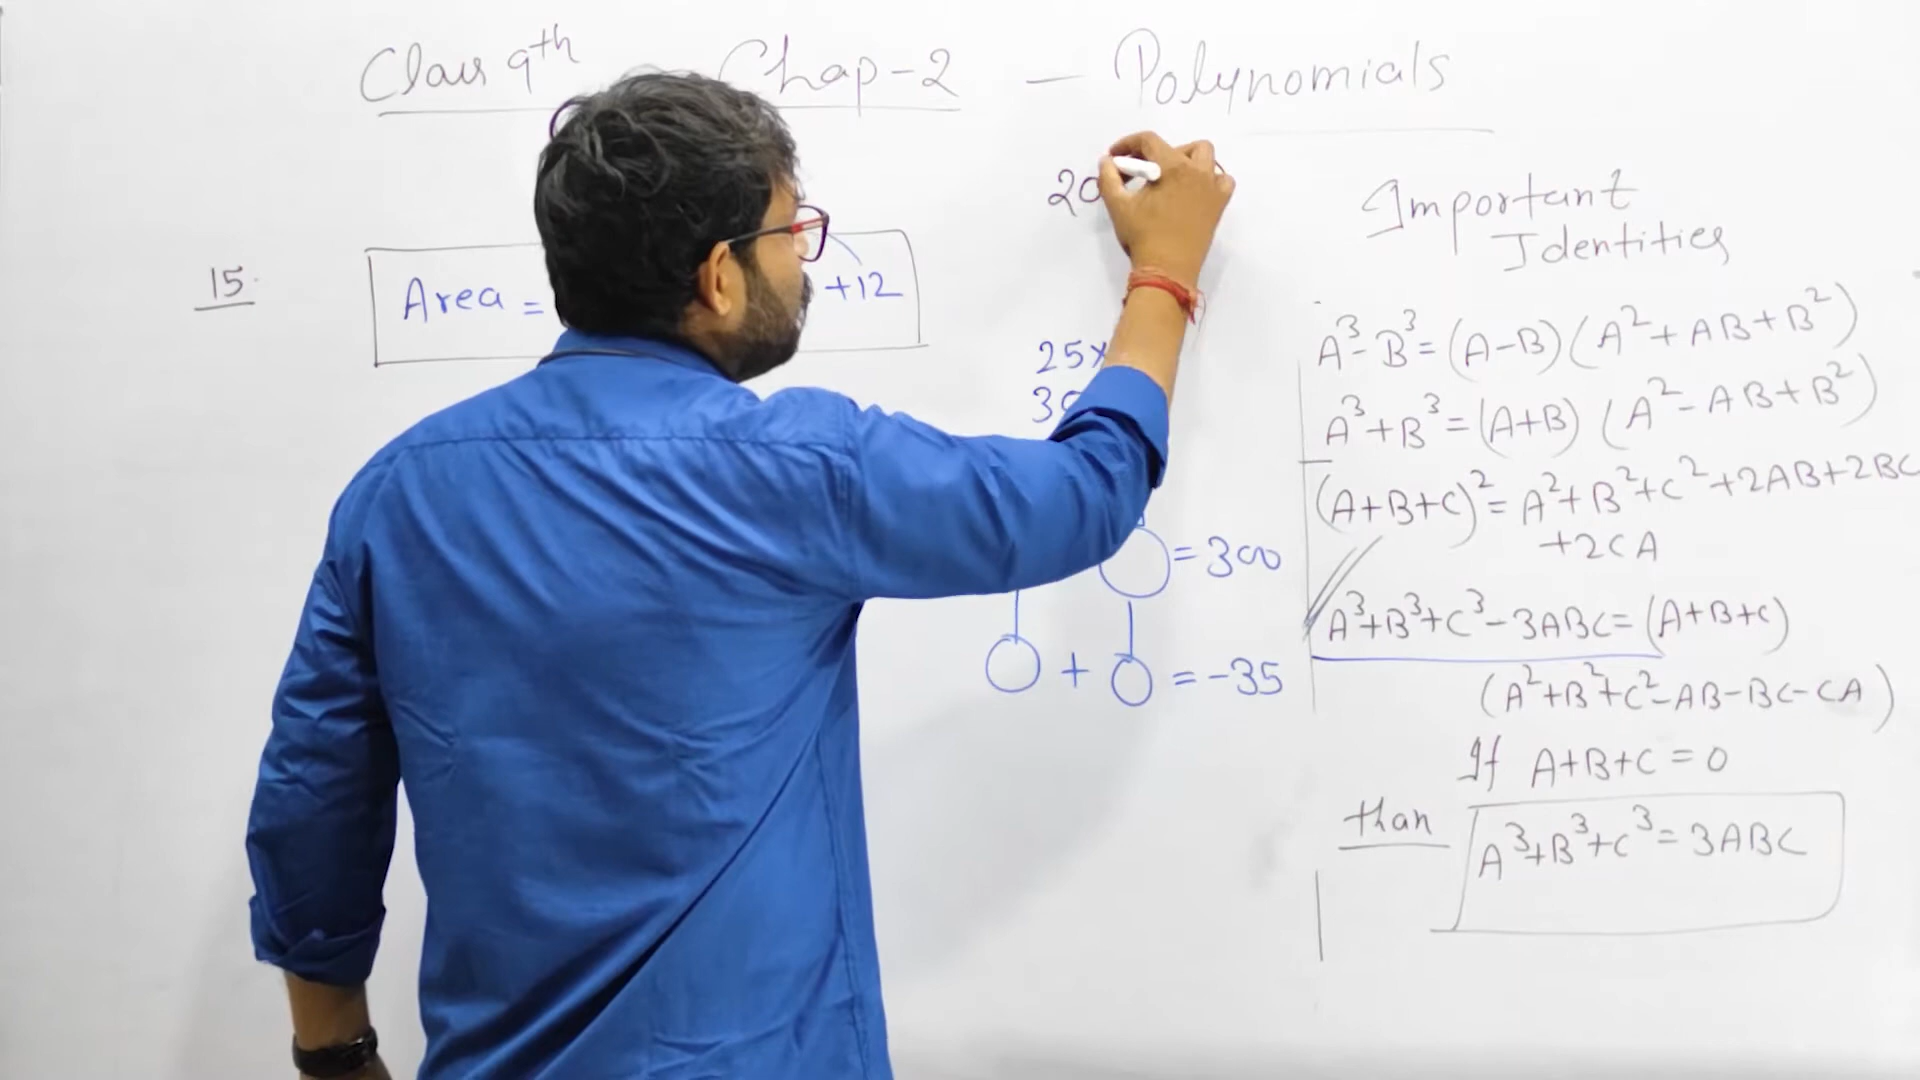 Class 9th Chap-2 — Polynomials
20
Important
Identities
15.
Area = +12
25×
30
A³-B³=(A-B)(A²+AB+B²)
A³+B³=(A+B)(A²-AB+B²)
(A+B+C)²=A²+B²+C²+2AB+2BC
+2CA
= 300
A³+B³+C³-3ABC=(A+B+C)
(A²+B²+C²-AB-BC-CA)
+ = -35
If A+B+C=0
than A³+B³+C³=3ABC